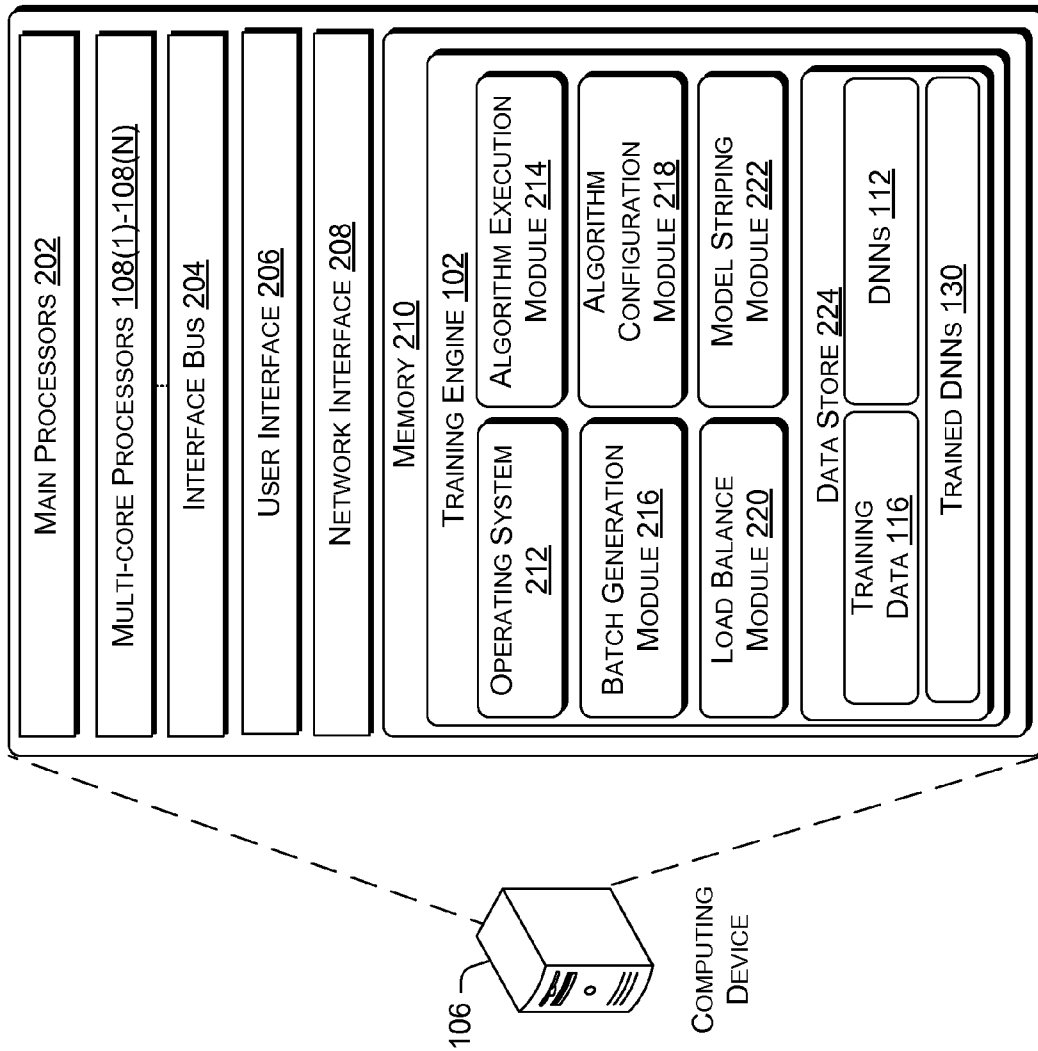 106
COMPUTING
DEVICE
MAIN PROCESSORS 202
MULTI-CORE PROCESSORS 108(1)-108(N)
INTERFACE BUS 204
USER INTERFACE 206
NETWORK INTERFACE 208
MEMORY 210
TRAINING ENGINE 102
OPERATING SYSTEM
212
ALGORITHM EXECUTION
MODULE 214
BATCH GENERATION
MODULE 216
ALGORITHM
CONFIGURATION
MODULE 218
LOAD BALANCE
MODULE 220
MODEL STRIPING
MODULE 222
DATA STORE 224
TRAINING
DATA 116
DNNs 112
TRAINED DNNs 130